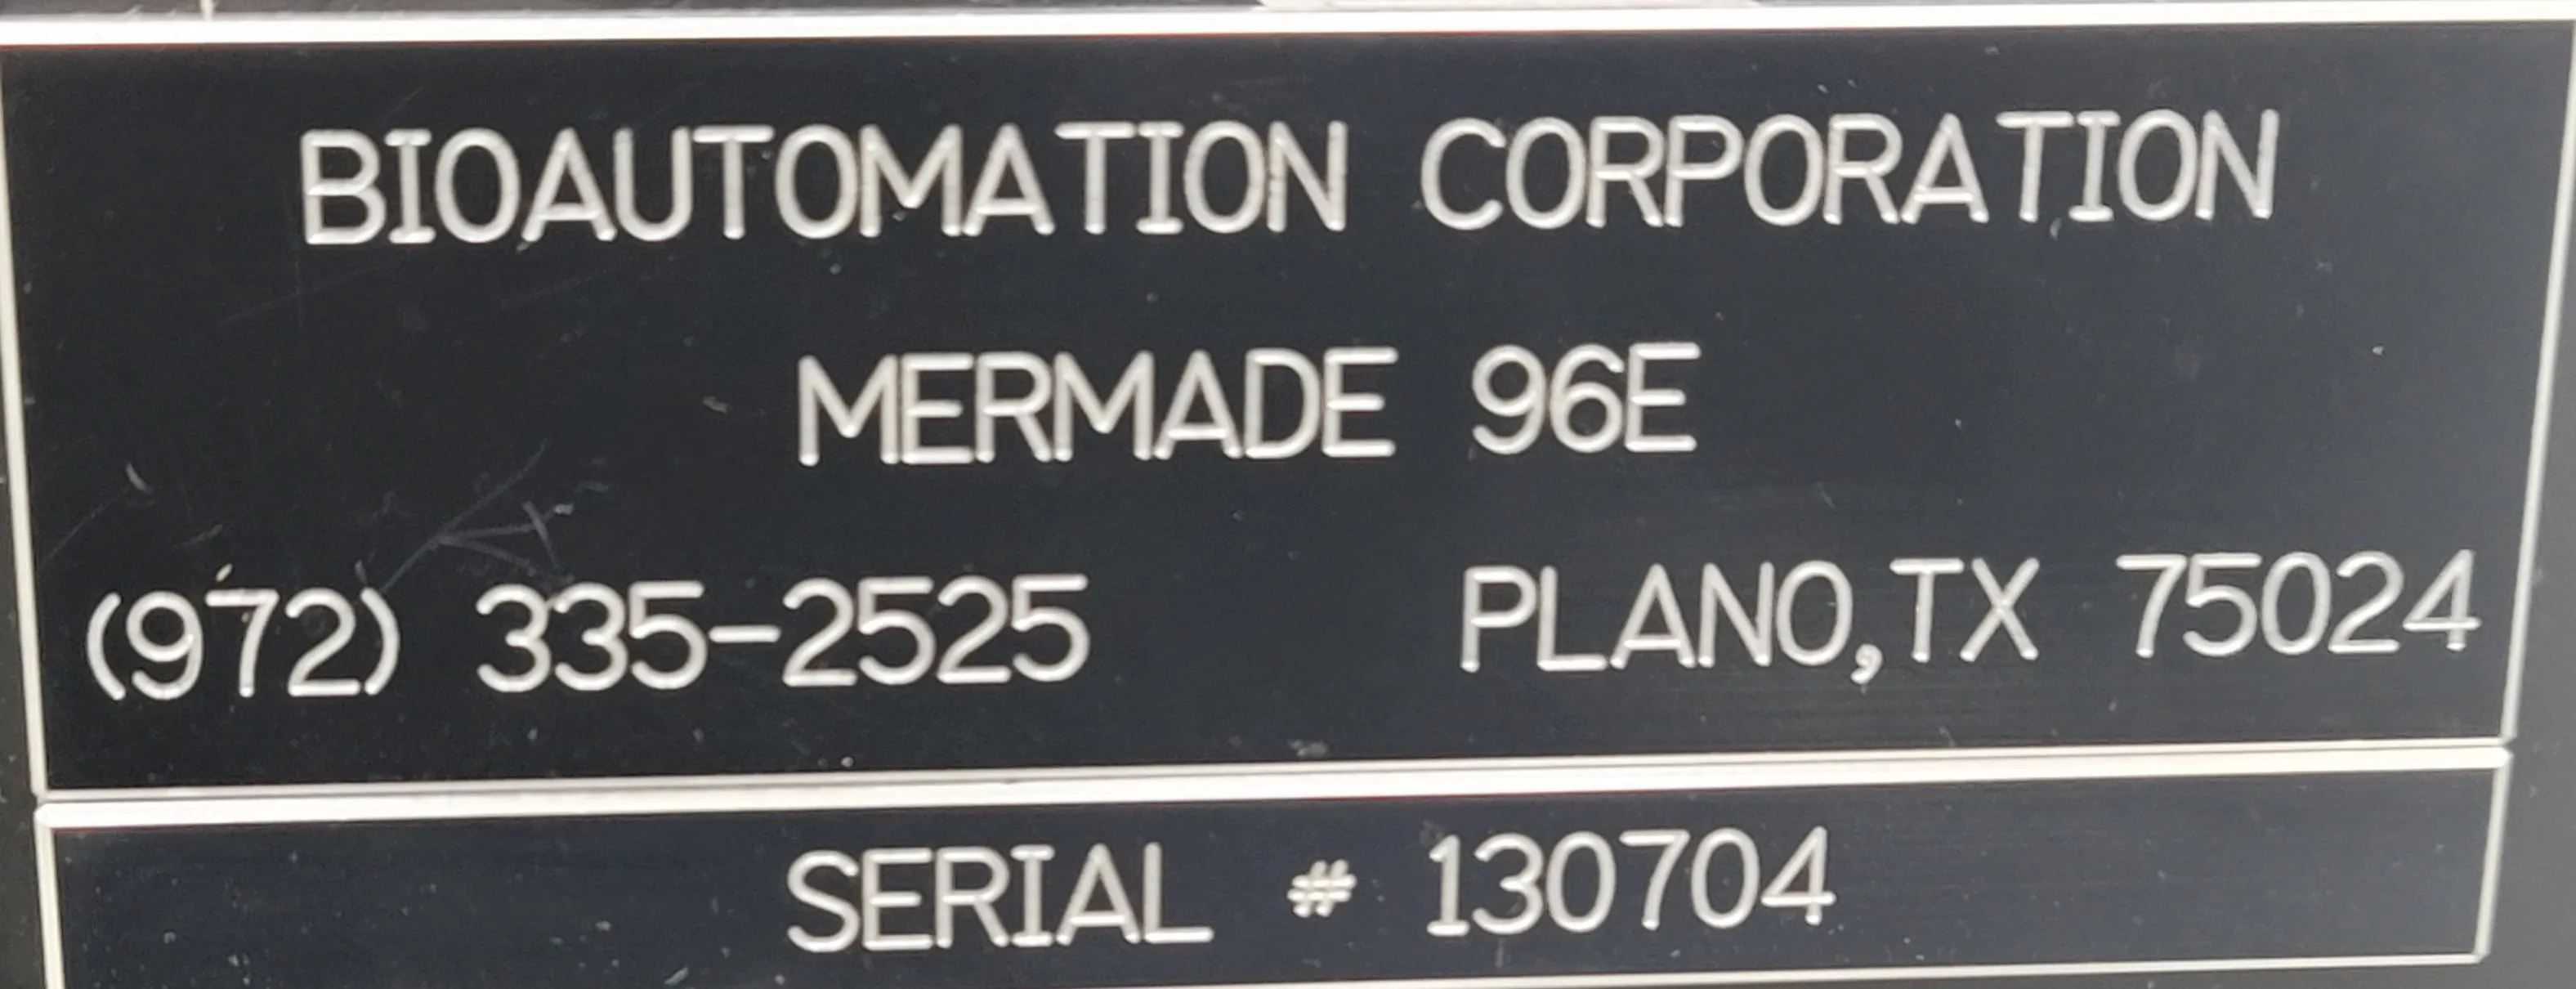 BIOAUTOMATION CORPORATION
MERMADE 96E
(972) 335-2525 PLANO,TX 75024
SERIAL # 130704